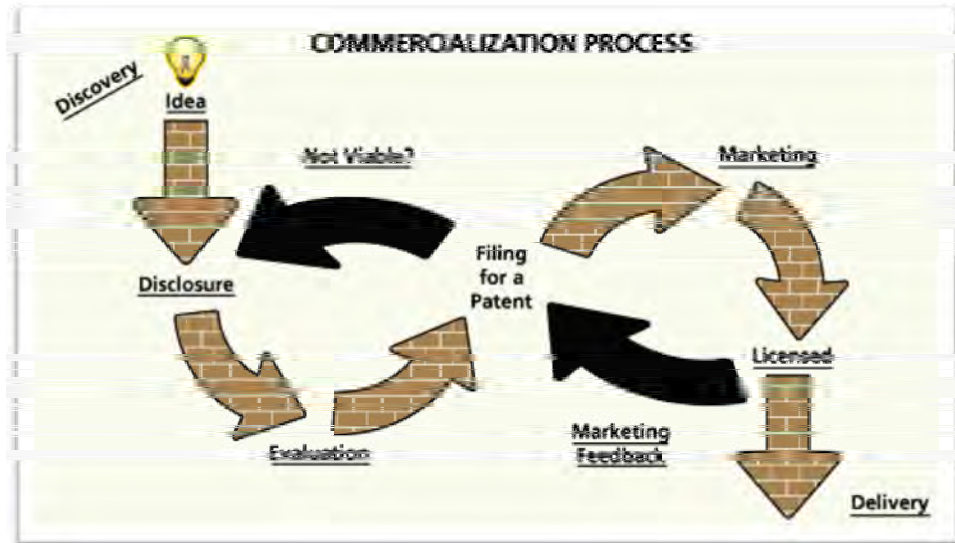 COMMERCIALIZATION PROCESS
Discovery
Idea
Not Viable?
Marketing
Filing
for a
Patent
Disclosure
Licensed
Evaluation
Marketing
Feedback
Delivery